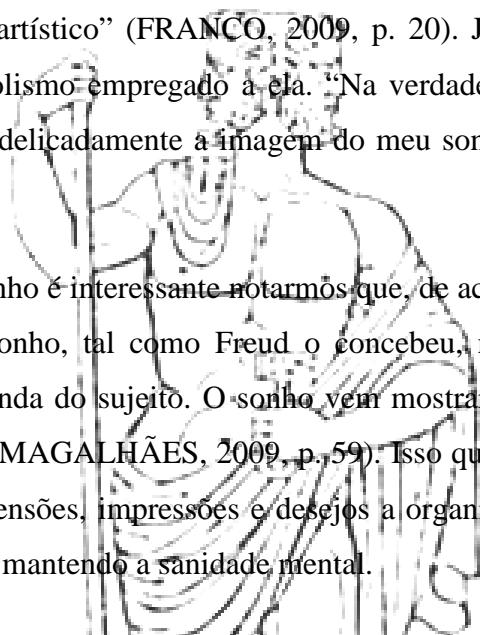 artístico” (FRANCO, 2009, p. 20). J
olismo empregado a ela. “Na verdade
delicadamente a imagem do meu son
nho é interessante notarmos que, de ac
onho, tal como Freud o concebeu,
nda do sujeito. O sonho vem mostra
MAGALHÃES, 2009, p. 59). Isso qu
ensões, impressões e desejos a organ
mantendo a sanidade mental.